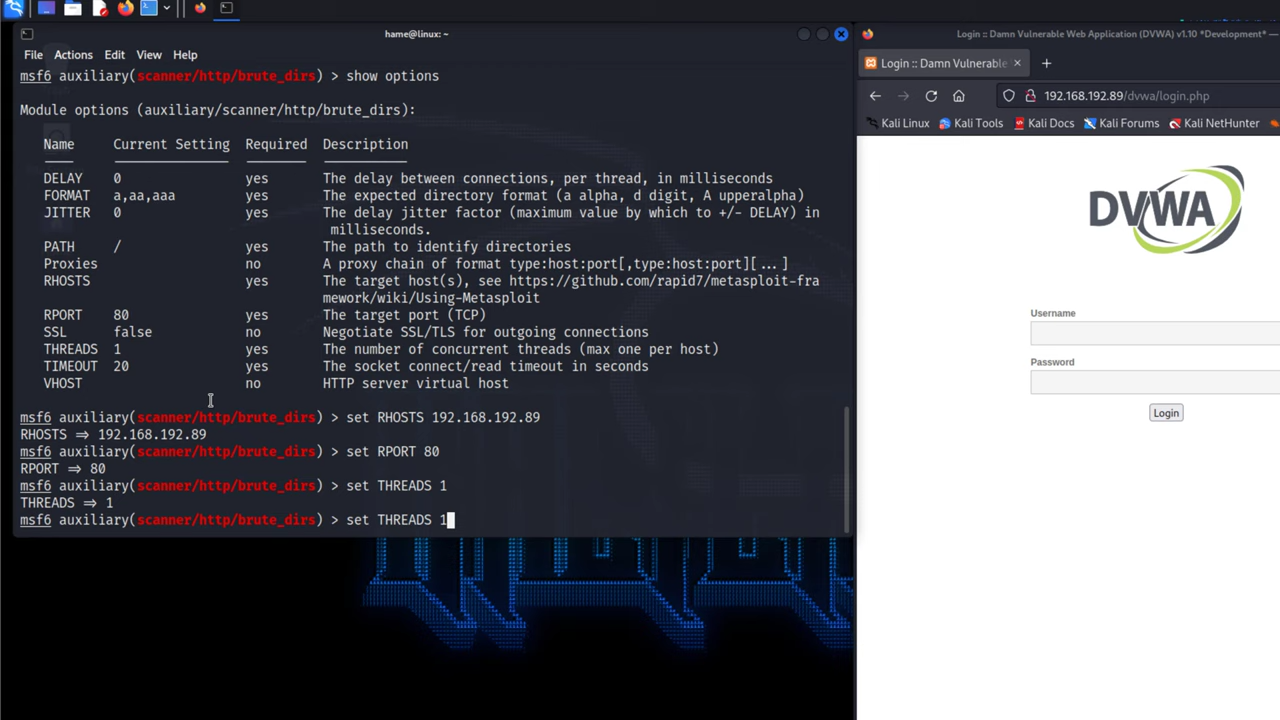 hame@linux: ~
File Actions Edit View Help
msf6 auxiliary(scanner/http/brute_dirs) > show options
Module options (auxiliary/scanner/http/brute_dirs):
Name Current Setting Required Description
DELAY 0 yes The delay between connections, per thread, in milliseconds
FORMAT a,aa,aaa yes The expected directory format (a alpha, d digit, A upperalpha)
JITTER 0 yes The delay jitter factor (maximum value by which to +/- DELAY) in
milliseconds.
PATH / yes The path to identify directories
Proxies no A proxy chain of format type:host:port[,type:host:port][...]
RHOSTS yes The target host(s), see https://github.com/rapid7/metasploit-fra
mework/wiki/Using-Metasploit
RPORT 80 yes The target port (TCP)
SSL false no Negotiate SSL/TLS for outgoing connections
THREADS 1 yes The number of concurrent threads (max one per host)
TIMEOUT 20 yes The socket connect/read timeout in seconds
VHOST no HTTP server virtual host
msf6 auxiliary(scanner/http/brute_dirs) > set RHOSTS 192.168.192.89
RHOSTS ⇒ 192.168.192.89
msf6 auxiliary(scanner/http/brute_dirs) > set RPORT 80
RPORT ⇒ 80
msf6 auxiliary(scanner/http/brute_dirs) > set THREADS 1
THREADS ⇒ 1
msf6 auxiliary(scanner/http/brute_dirs) > set THREADS 1
Login :: Damn Vulnerable Web Application (DVWA) v1.10 *Development* —
Login :: Damn Vulnerable
192.168.192.89/dvwa/login.php
Kali Linux Kali Tools Kali Docs Kali Forums Kali NetHunter
DVWA
Username
Password
Login